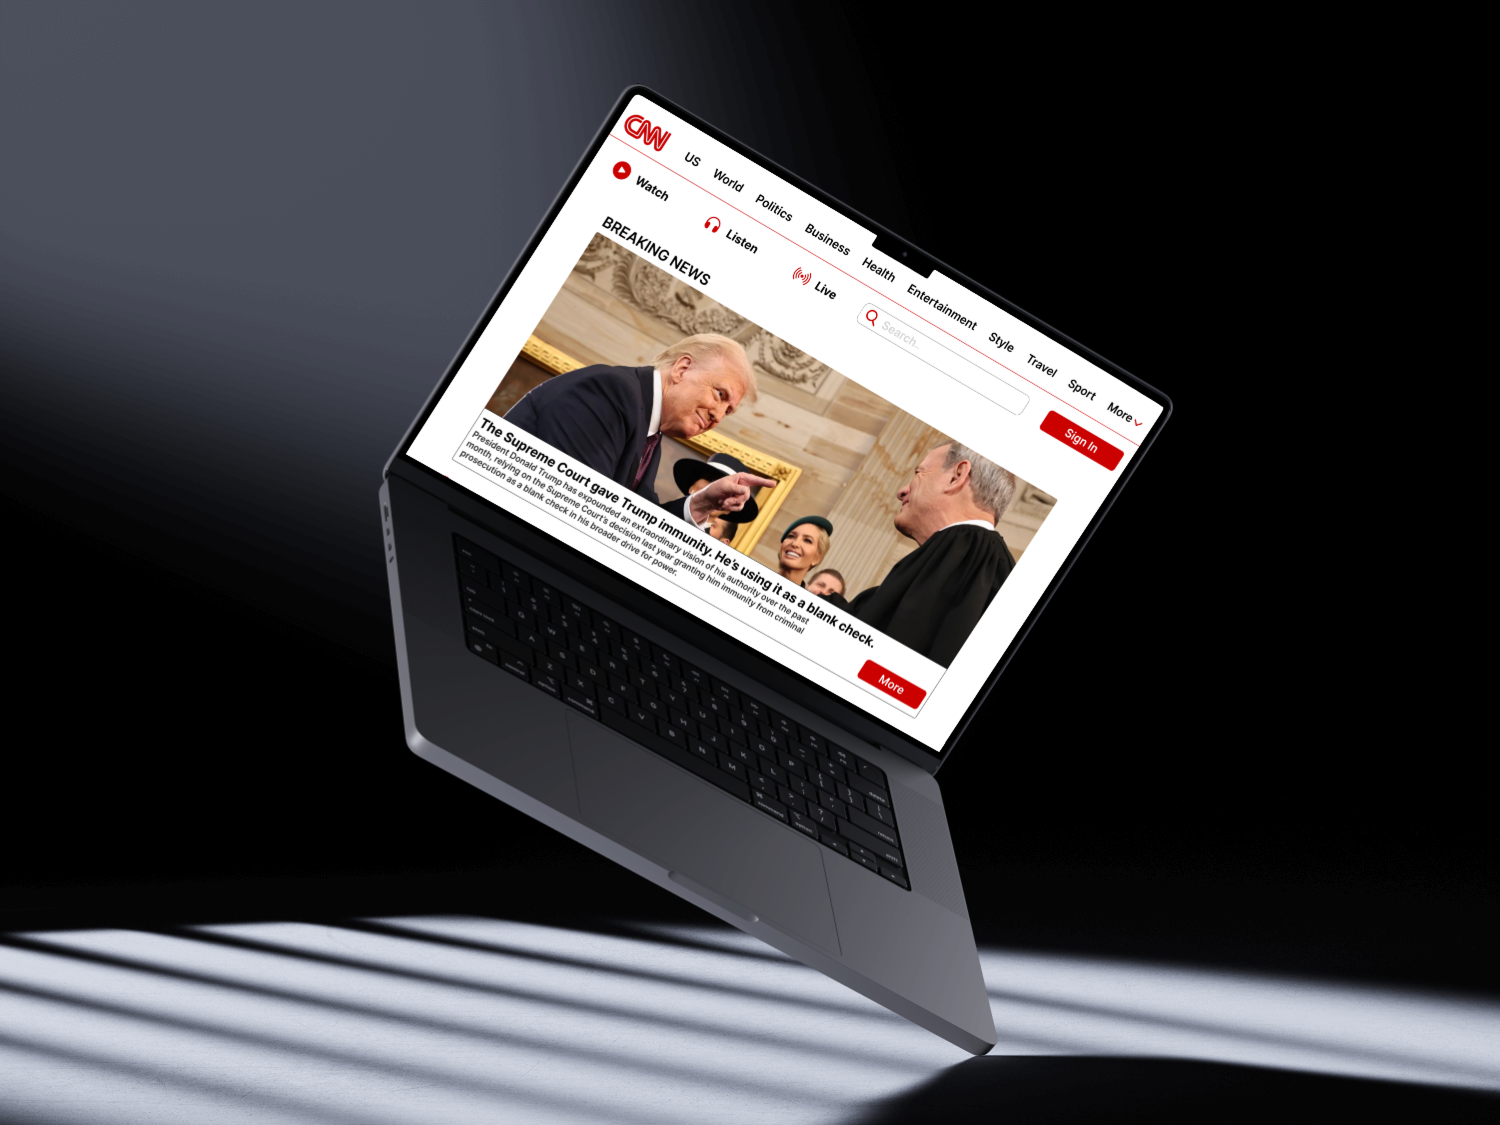 CNN
US World Politics Business Health Entertainment Style Travel Sport More
Watch Listen Live Search. Sign In
BREAKING NEWS
The Supreme Court gave Trump immunity. He's using it as a blank check.
President Donald Trump has expounded an extraordinary vision of his authority over the past
month, relying on the Supreme Court's decision last year granting him immunity from criminal
prosecution as a blank check in his broader drive for power.
More